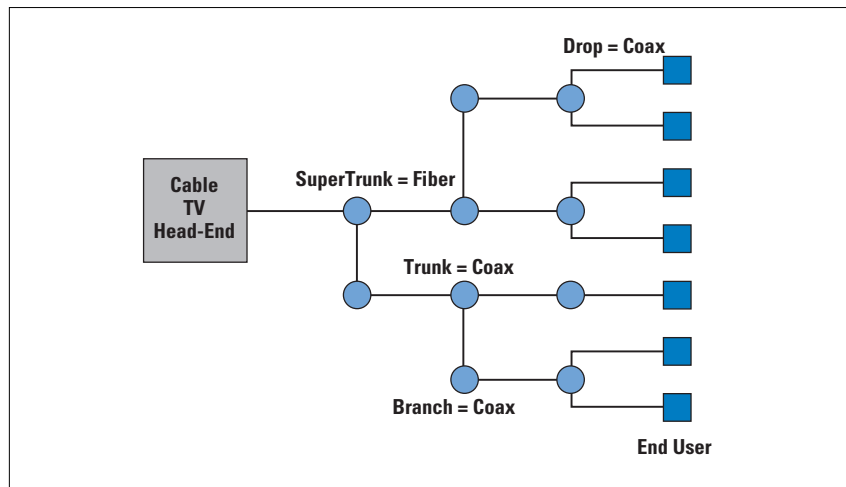 Drop = Coax
Cable
TV
Head-End
SuperTrunk = Fiber
Trunk = Coax
Branch = Coax
End User